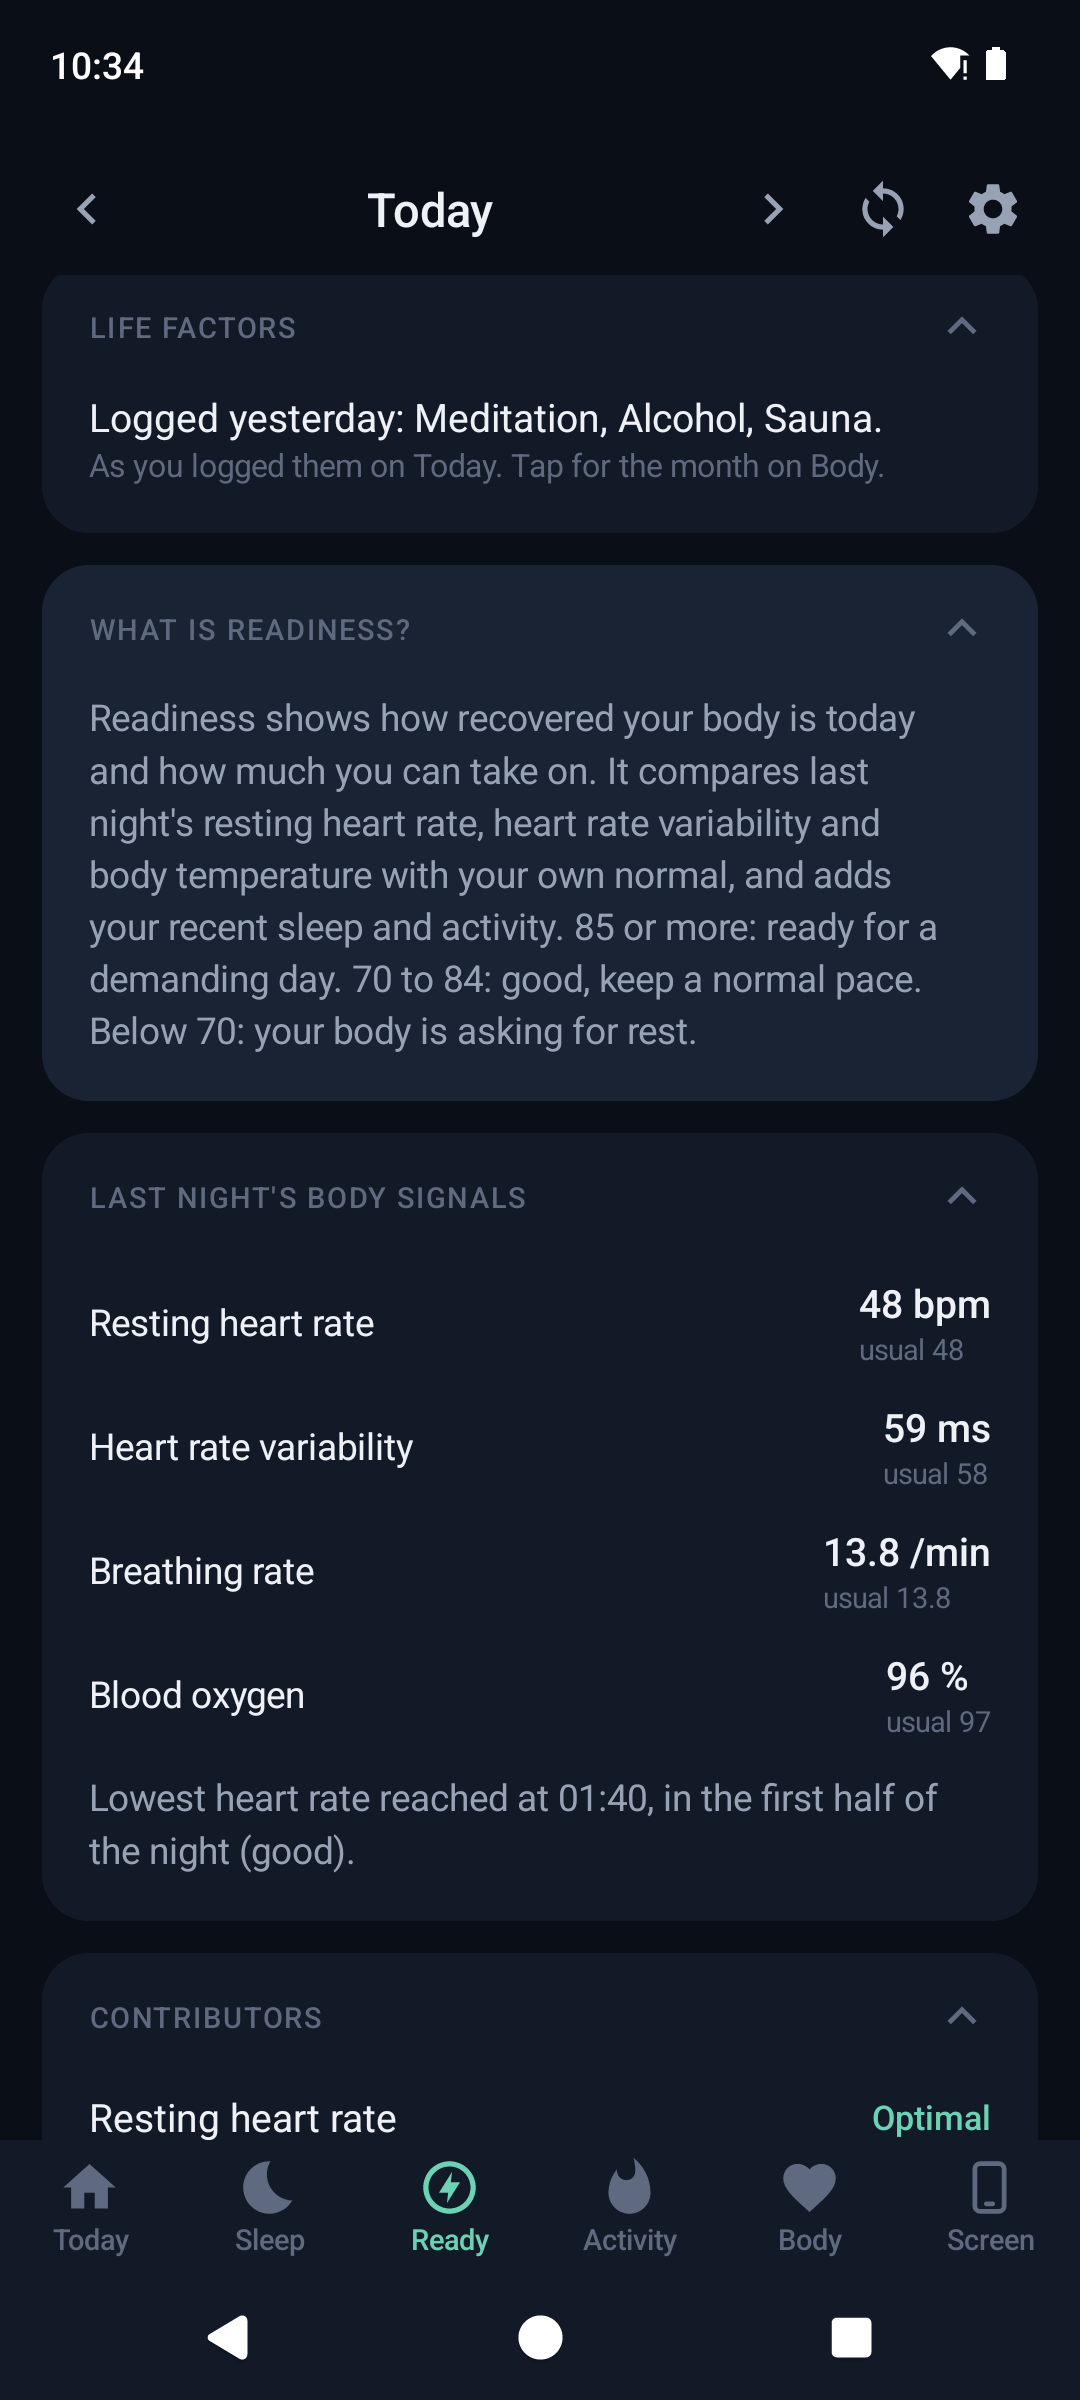 10:34
Today
LIFE FACTORS
Logged yesterday: Meditation, Alcohol, Sauna.
As you logged them on Today. Tap for the month on Body.
WHAT IS READINESS?
Readiness shows how recovered your body is today
and how much you can take on. It compares last
night's resting heart rate, heart rate variability and
body temperature with your own normal, and adds
your recent sleep and activity. 85 or more: ready for a
demanding day. 70 to 84: good, keep a normal pace.
Below 70: your body is asking for rest.
LAST NIGHT'S BODY SIGNALS
Resting heart rate
48 bpm
usual 48
Heart rate variability
59 ms
usual 58
Breathing rate
13.8 /min
usual 13.8
Blood oxygen
96 %
usual 97
Lowest heart rate reached at 01:40, in the first half of
the night (good).
CONTRIBUTORS
Resting heart rate
Optimal
Today
Sleep
Ready
Activity
Body
Screen